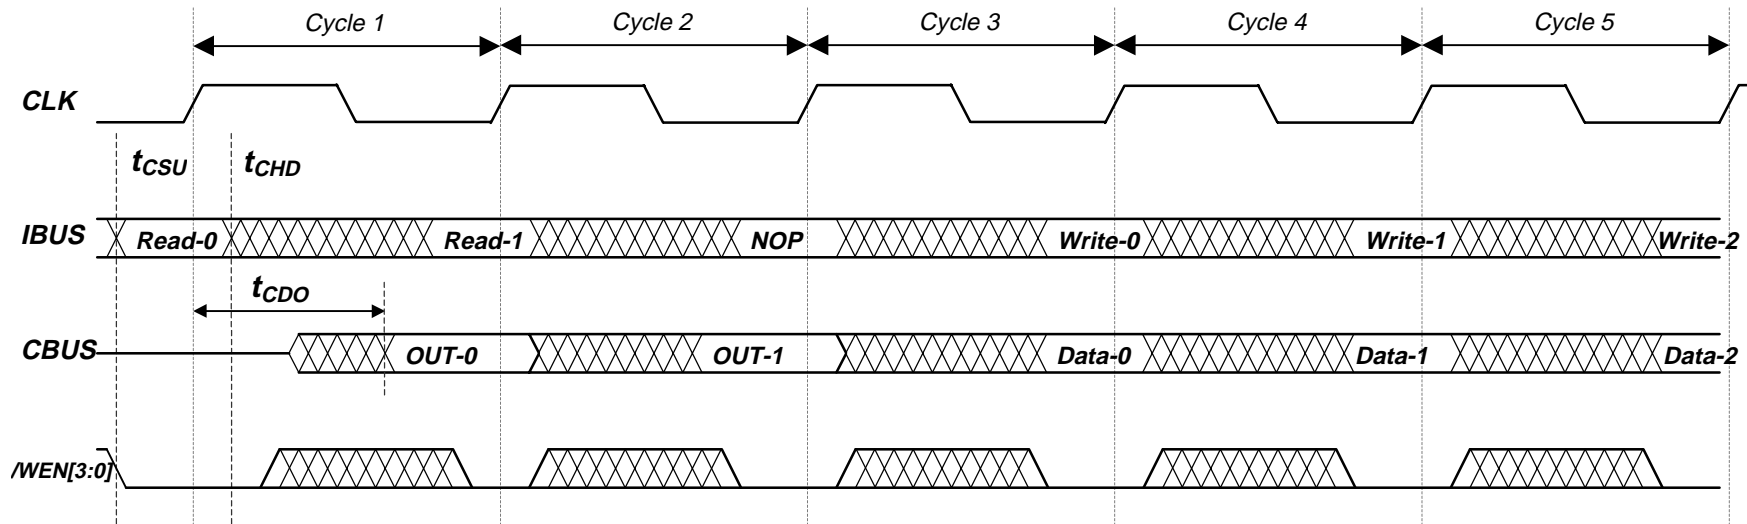 Cycle 1 Cycle 2 Cycle 3 Cycle 4 Cycle 5
CLK
tCSU tCHD
IBUS Read-0 Read-1 NOP Write-0 Write-1 Write-2
tCDO
CBUS OUT-0 OUT-1 Data-0 Data-1 Data-2
/WEN[3:0]